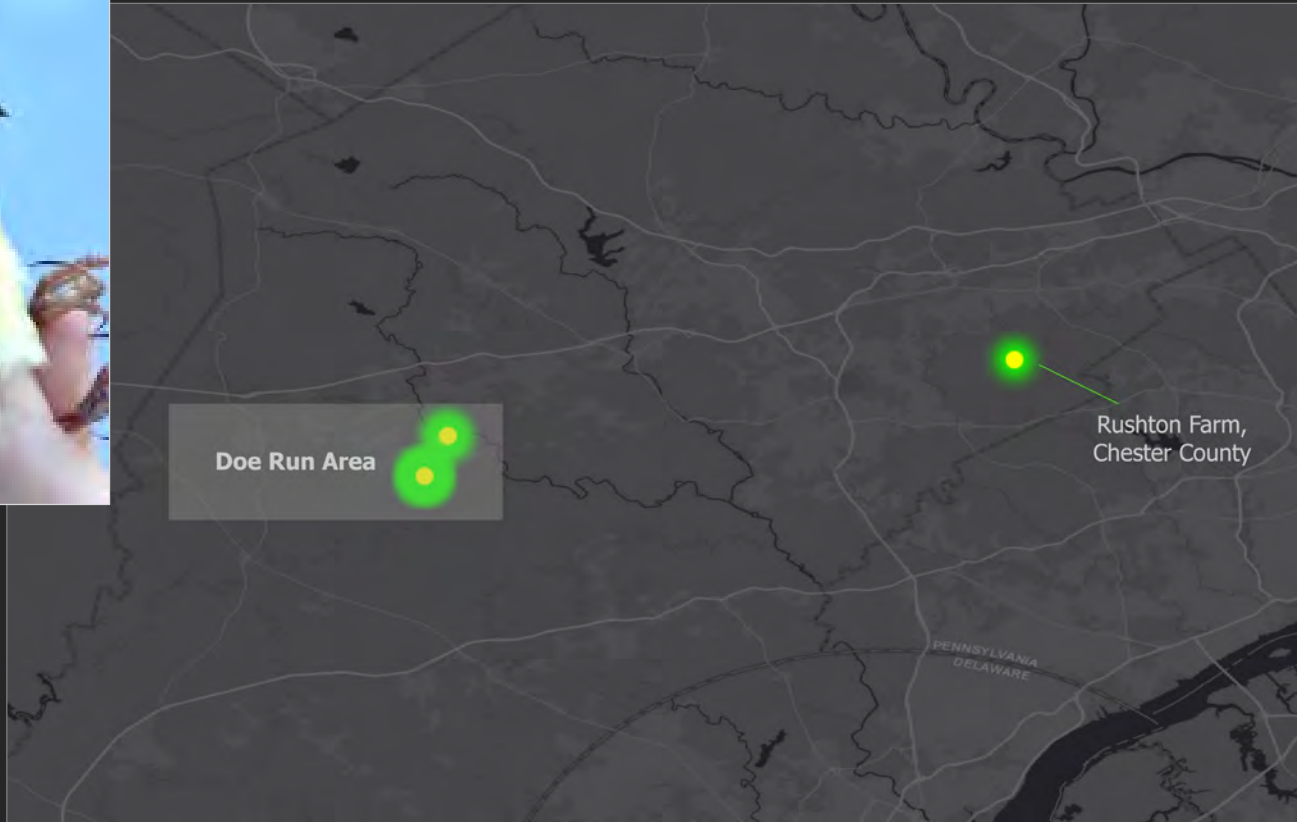 Doe Run Area
Rushton Farm,
Chester County
PENNSYLVANIA
DELAWARE